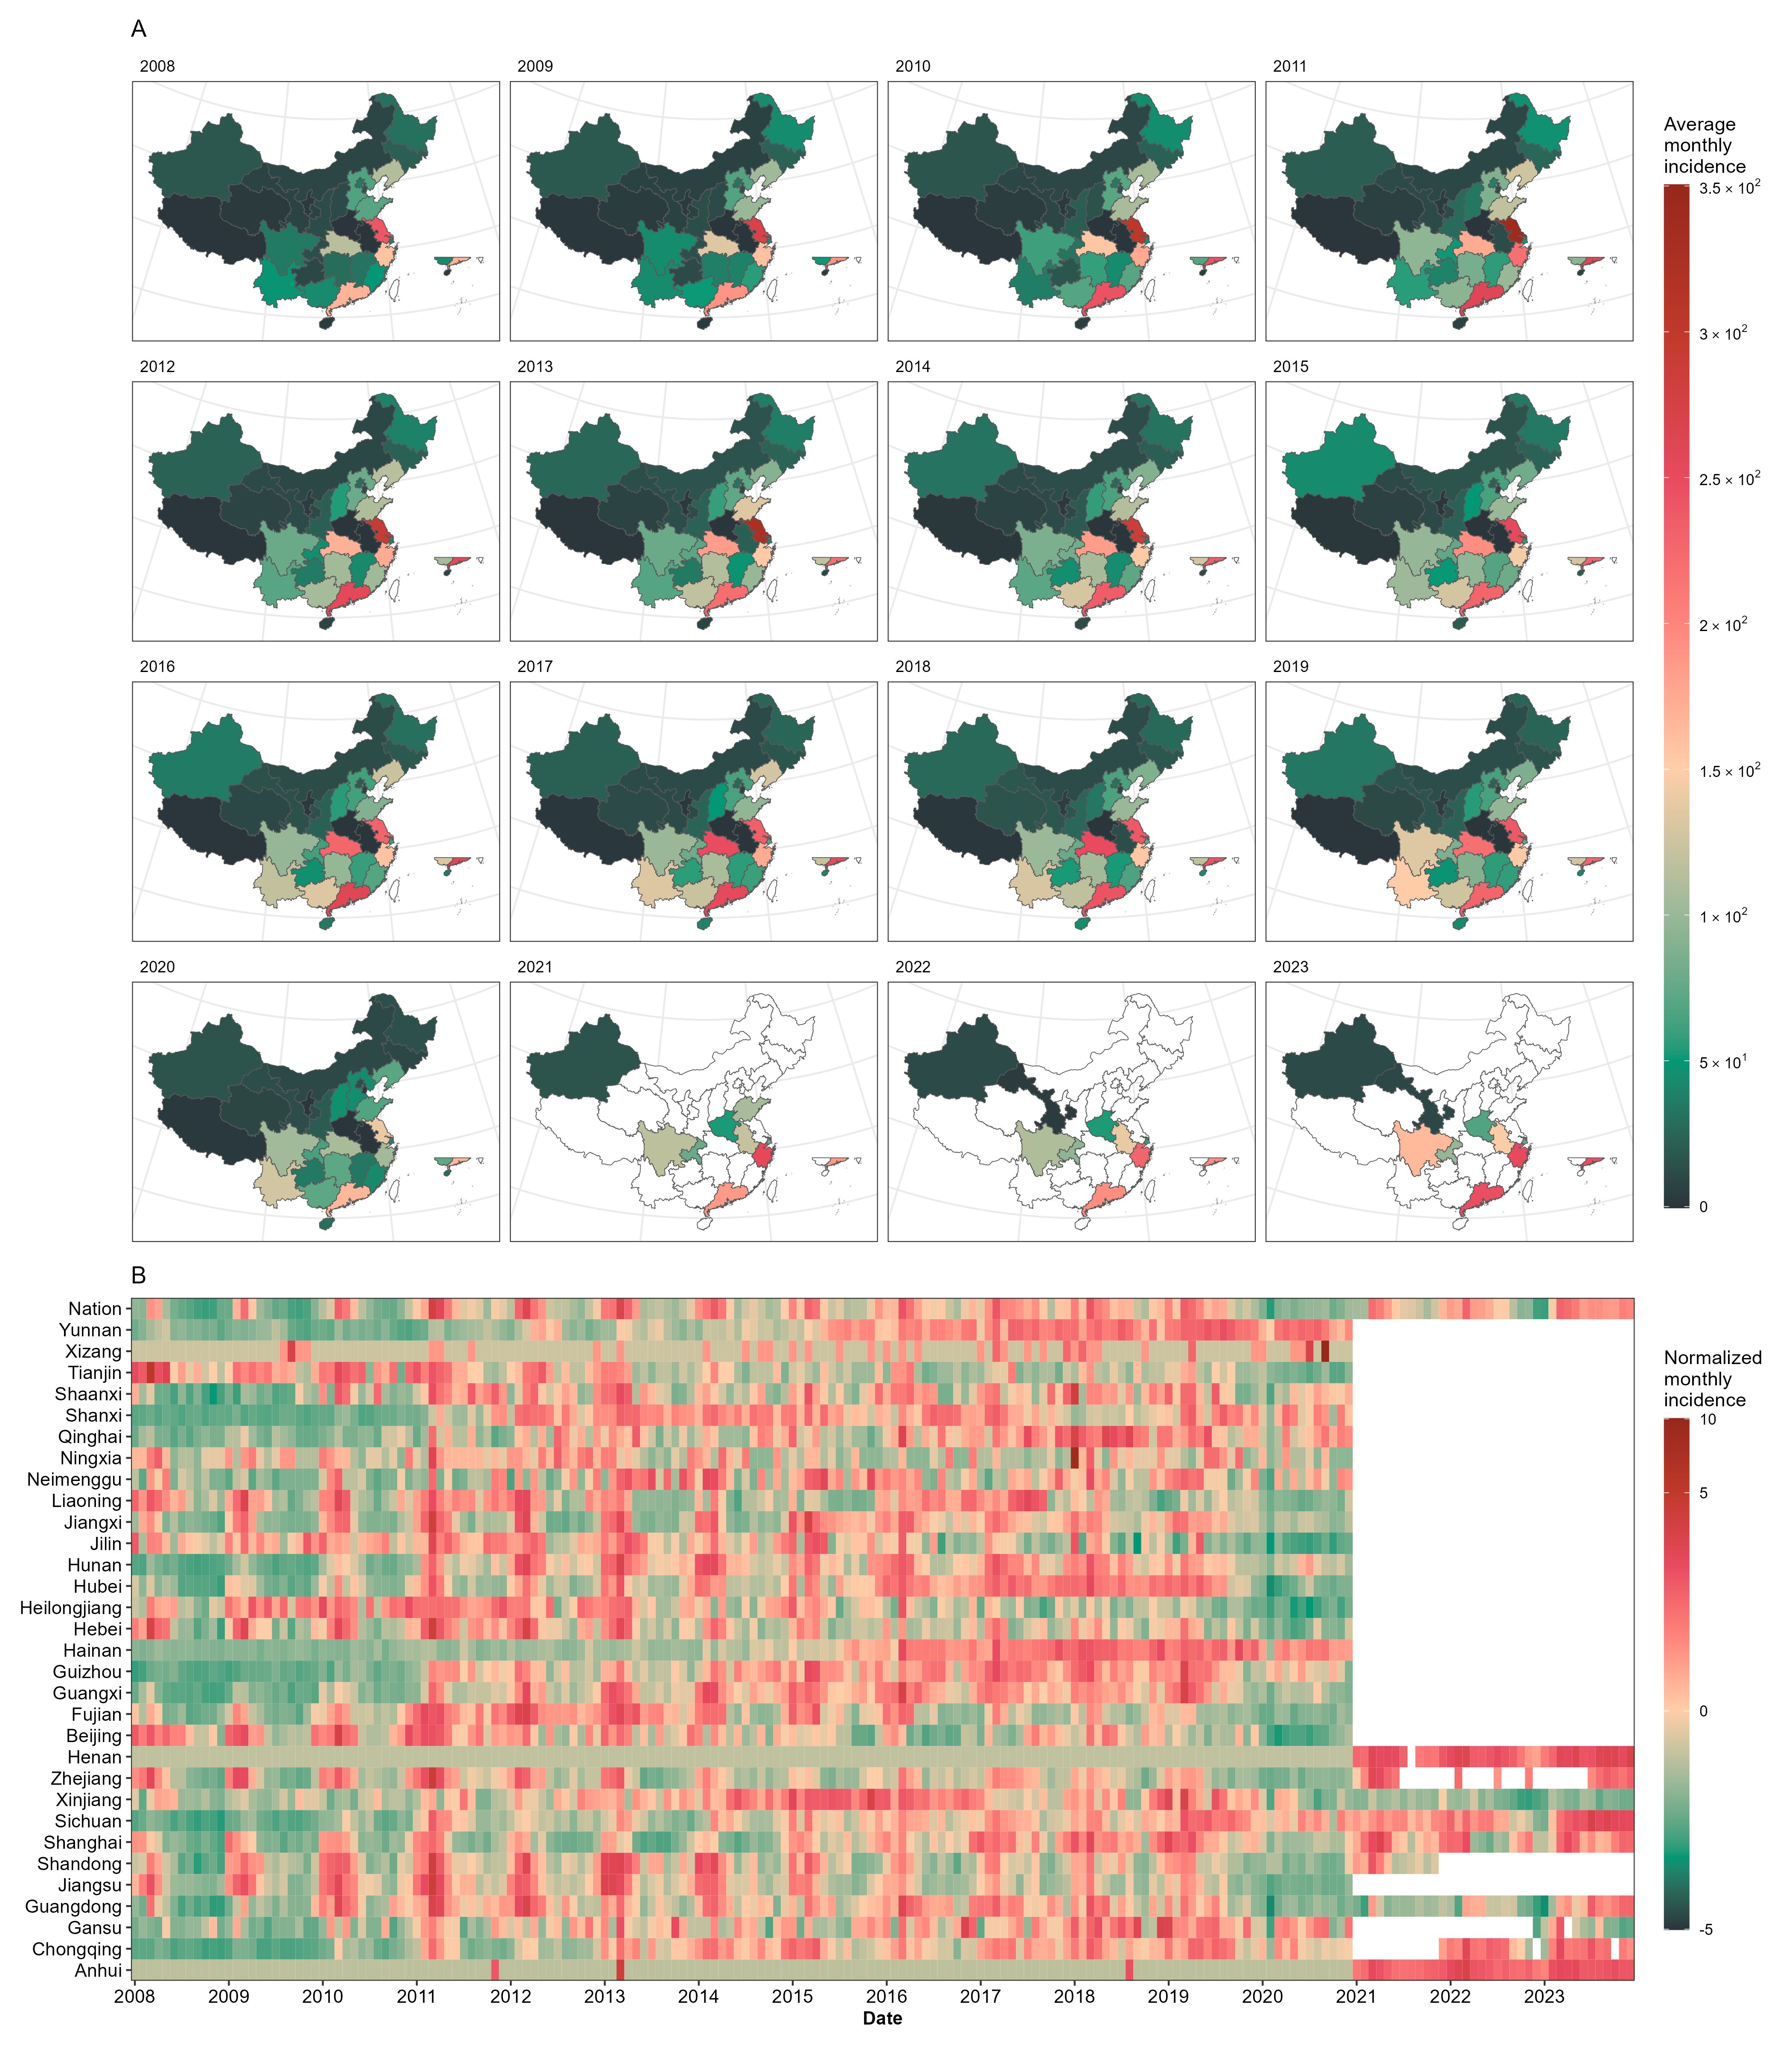 A
2008
2009
2010
2011
Average
monthly
incidence
3.5 × 10²
3 × 10²
2.5 × 10²
2 × 10²
1.5 × 10²
1 × 10²
5 × 10¹
0
2012
2013
2014
2015
2016
2017
2018
2019
2020
2021
2022
2023
B
Nation
Yunnan
Xizang
Tianjin
Shaanxi
Shanxi
Qinghai
Ningxia
Neimenggu
Liaoning
Jiangxi
Jilin
Hunan
Hubei
Heilongjiang
Hebei
Hainan
Guizhou
Guangxi
Fujian
Beijing
Henan
Zhejiang
Xinjiang
Sichuan
Shanghai
Shandong
Jiangsu
Guangdong
Gansu
Chongqing
Anhui
2008 2009 2010 2011 2012 2013 2014 2015 2016 2017 2018 2019 2020 2021 2022 2023
Date
Normalized
monthly
incidence
10
5
0
-5